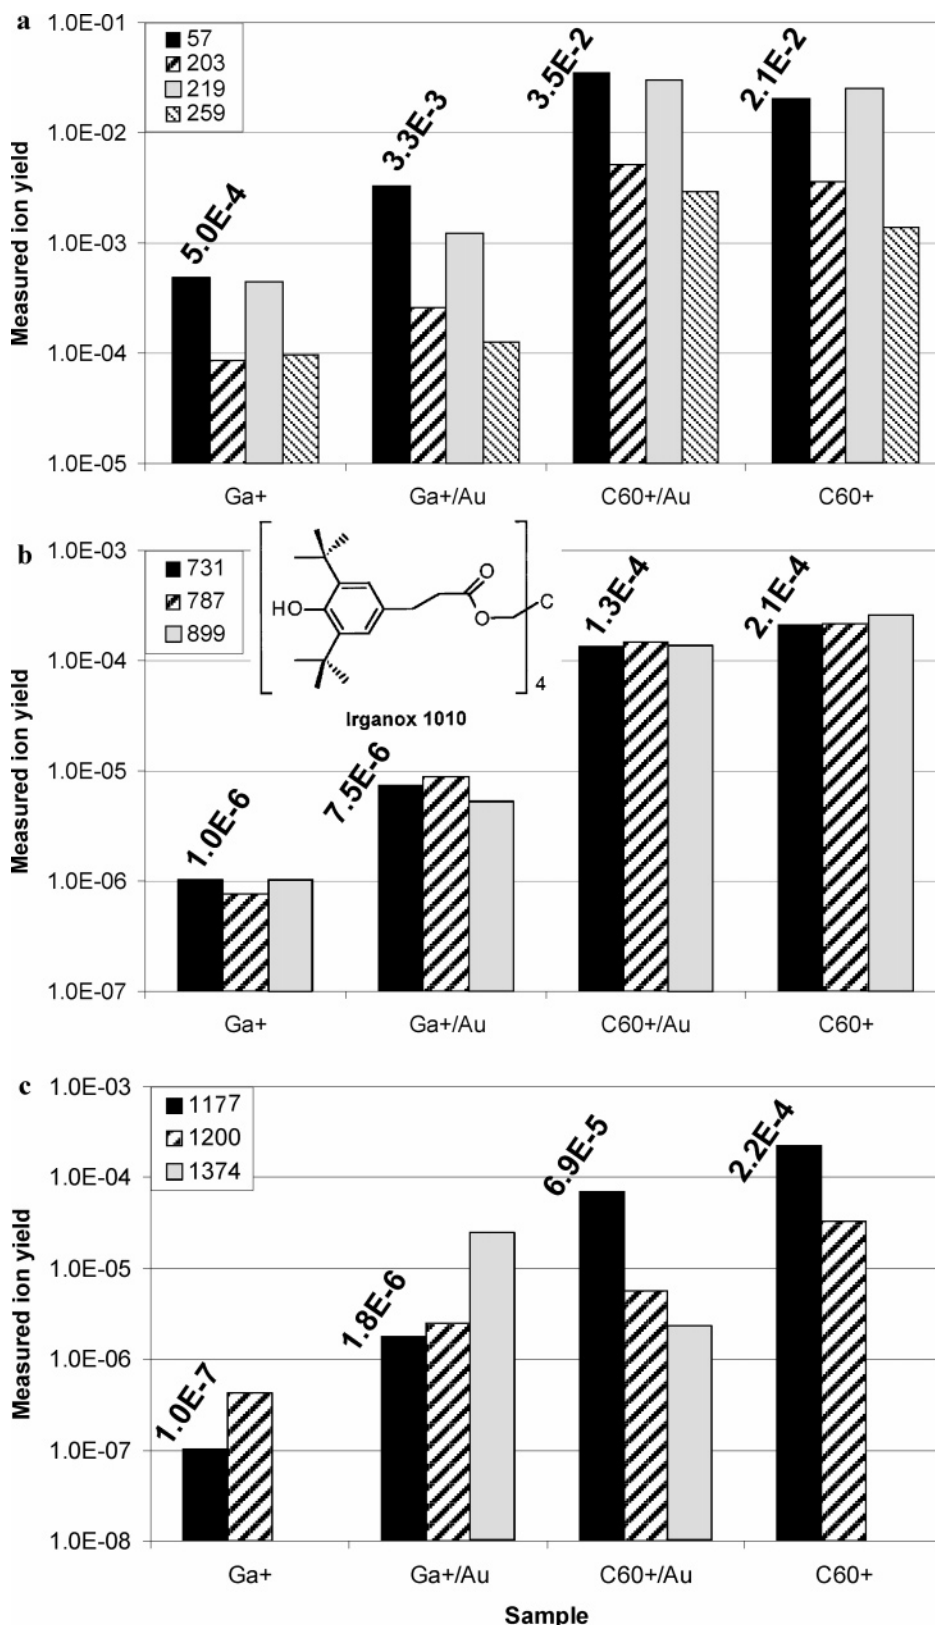 a
1.0E-01
1.0E-02
1.0E-03
1.0E-04
1.0E-05
Measured ion yield
57
203
219
259
5.0E-4
3.3E-3
3.5E-2
2.1E-2
Ga+
Ga+/Au
C60+/Au
C60+
b
1.0E-03
1.0E-04
1.0E-05
1.0E-06
1.0E-07
Measured ion yield
731
787
899
HO
O
O
C
4
Irganox 1010
1.0E-6
7.5E-6
1.3E-4
2.1E-4
Ga+
Ga+/Au
C60+/Au
C60+
c
1.0E-03
1.0E-04
1.0E-05
1.0E-06
1.0E-07
1.0E-08
Measured ion yield
1177
1200
1374
1.0E-7
1.8E-6
6.9E-5
2.2E-4
Ga+
Ga+/Au
C60+/Au
C60+
Sample